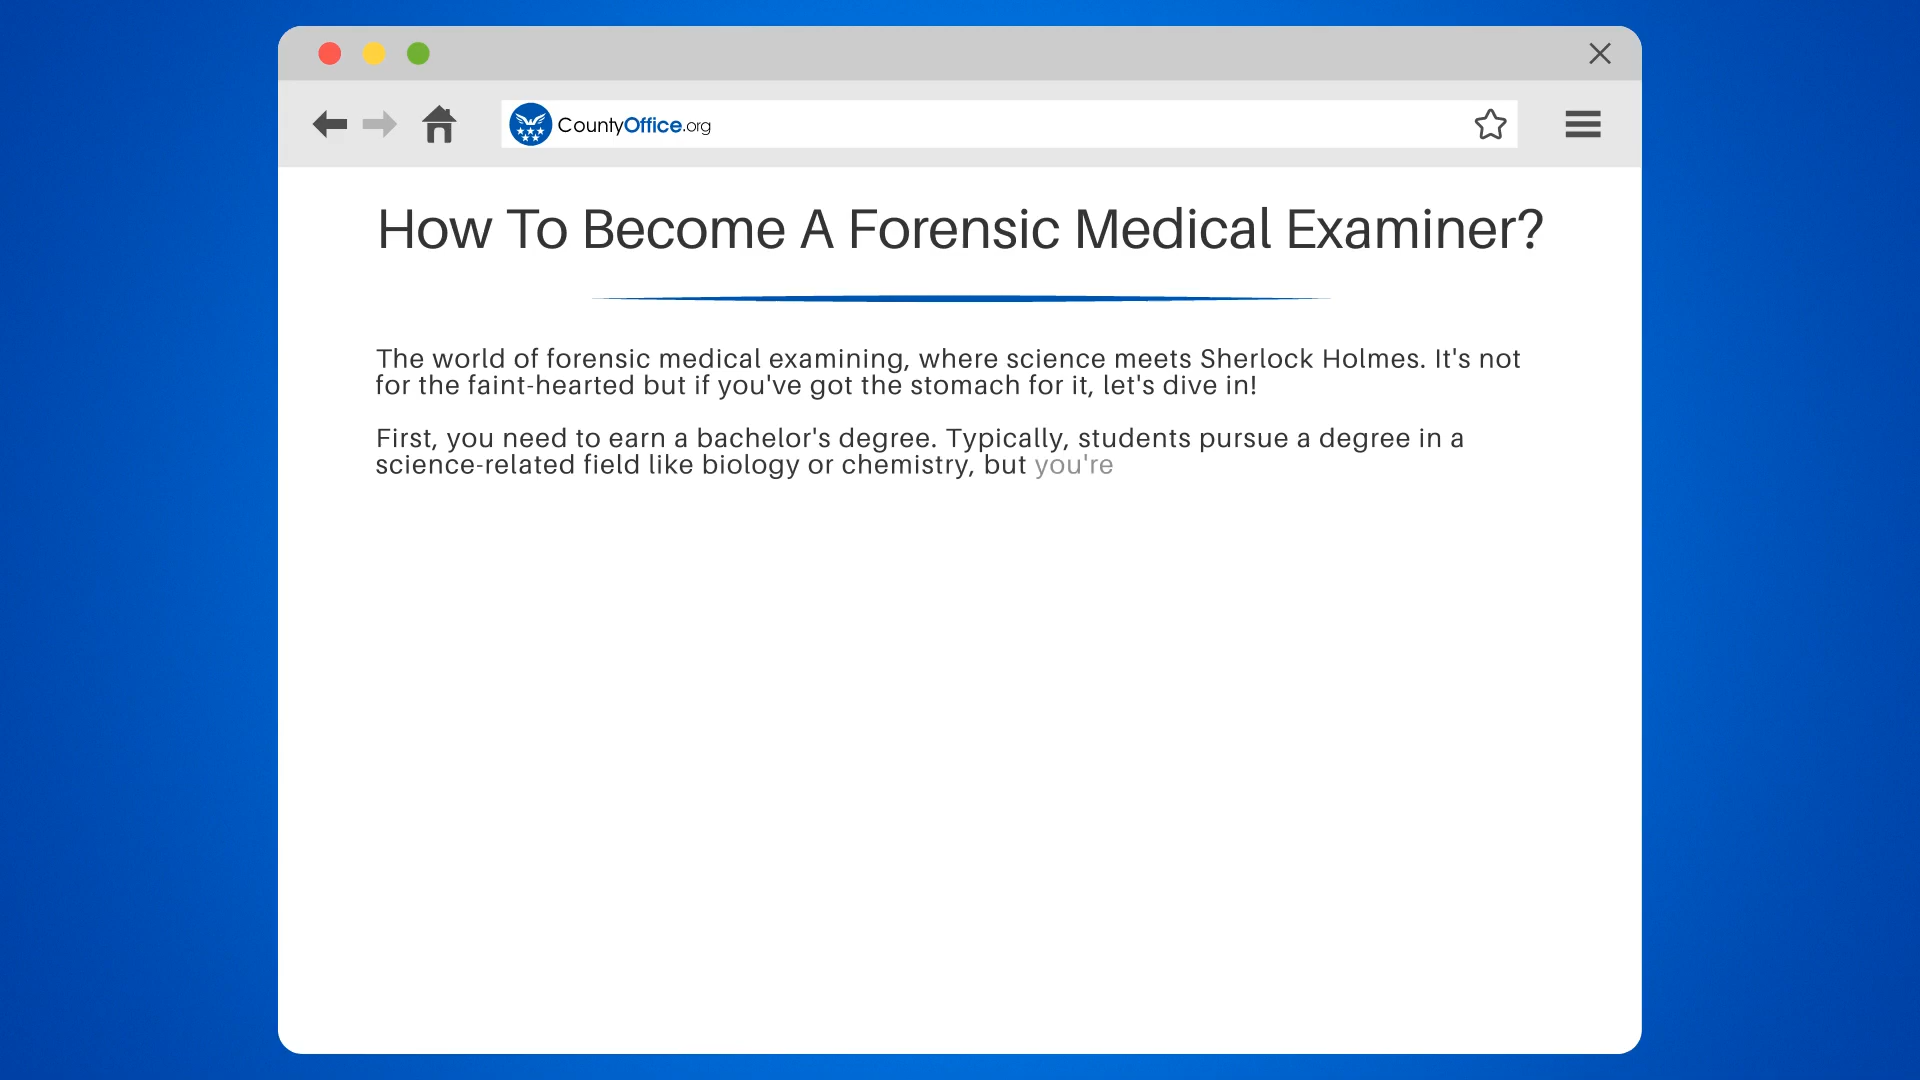 CountyOffice.org
How To Become A Forensic Medical Examiner?
The world of forensic medical examining, where science meets Sherlock Holmes. It's not
for the faint-hearted but if you've got the stomach for it, let's dive in!
First, you need to earn a bachelor's degree. Typically, students pursue a degree in a
science-related field like biology or chemistry, but you're